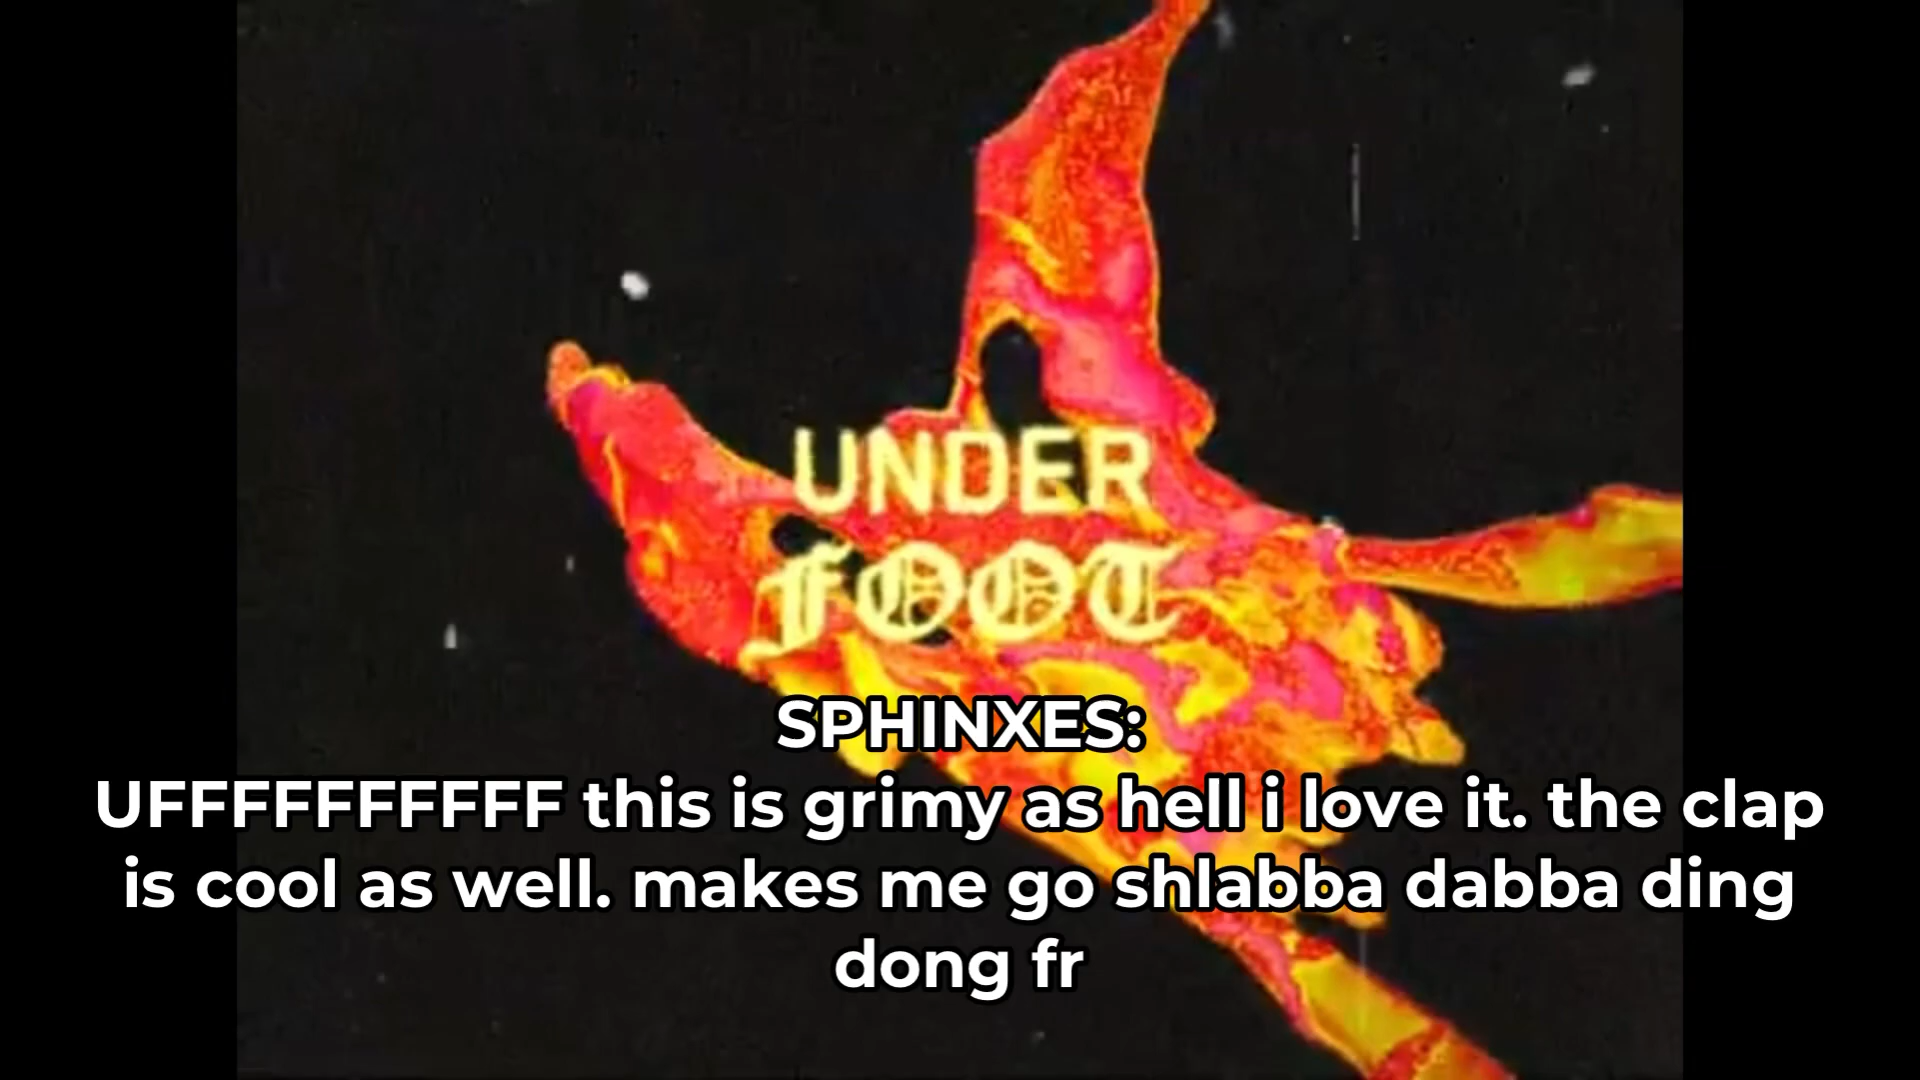 UNDER
FOOT
SPHINXES:
UFFFFFFFFFF this is grimy as hell i love it. the clap
is cool as well. makes me go shlabba dabba ding
dong fr